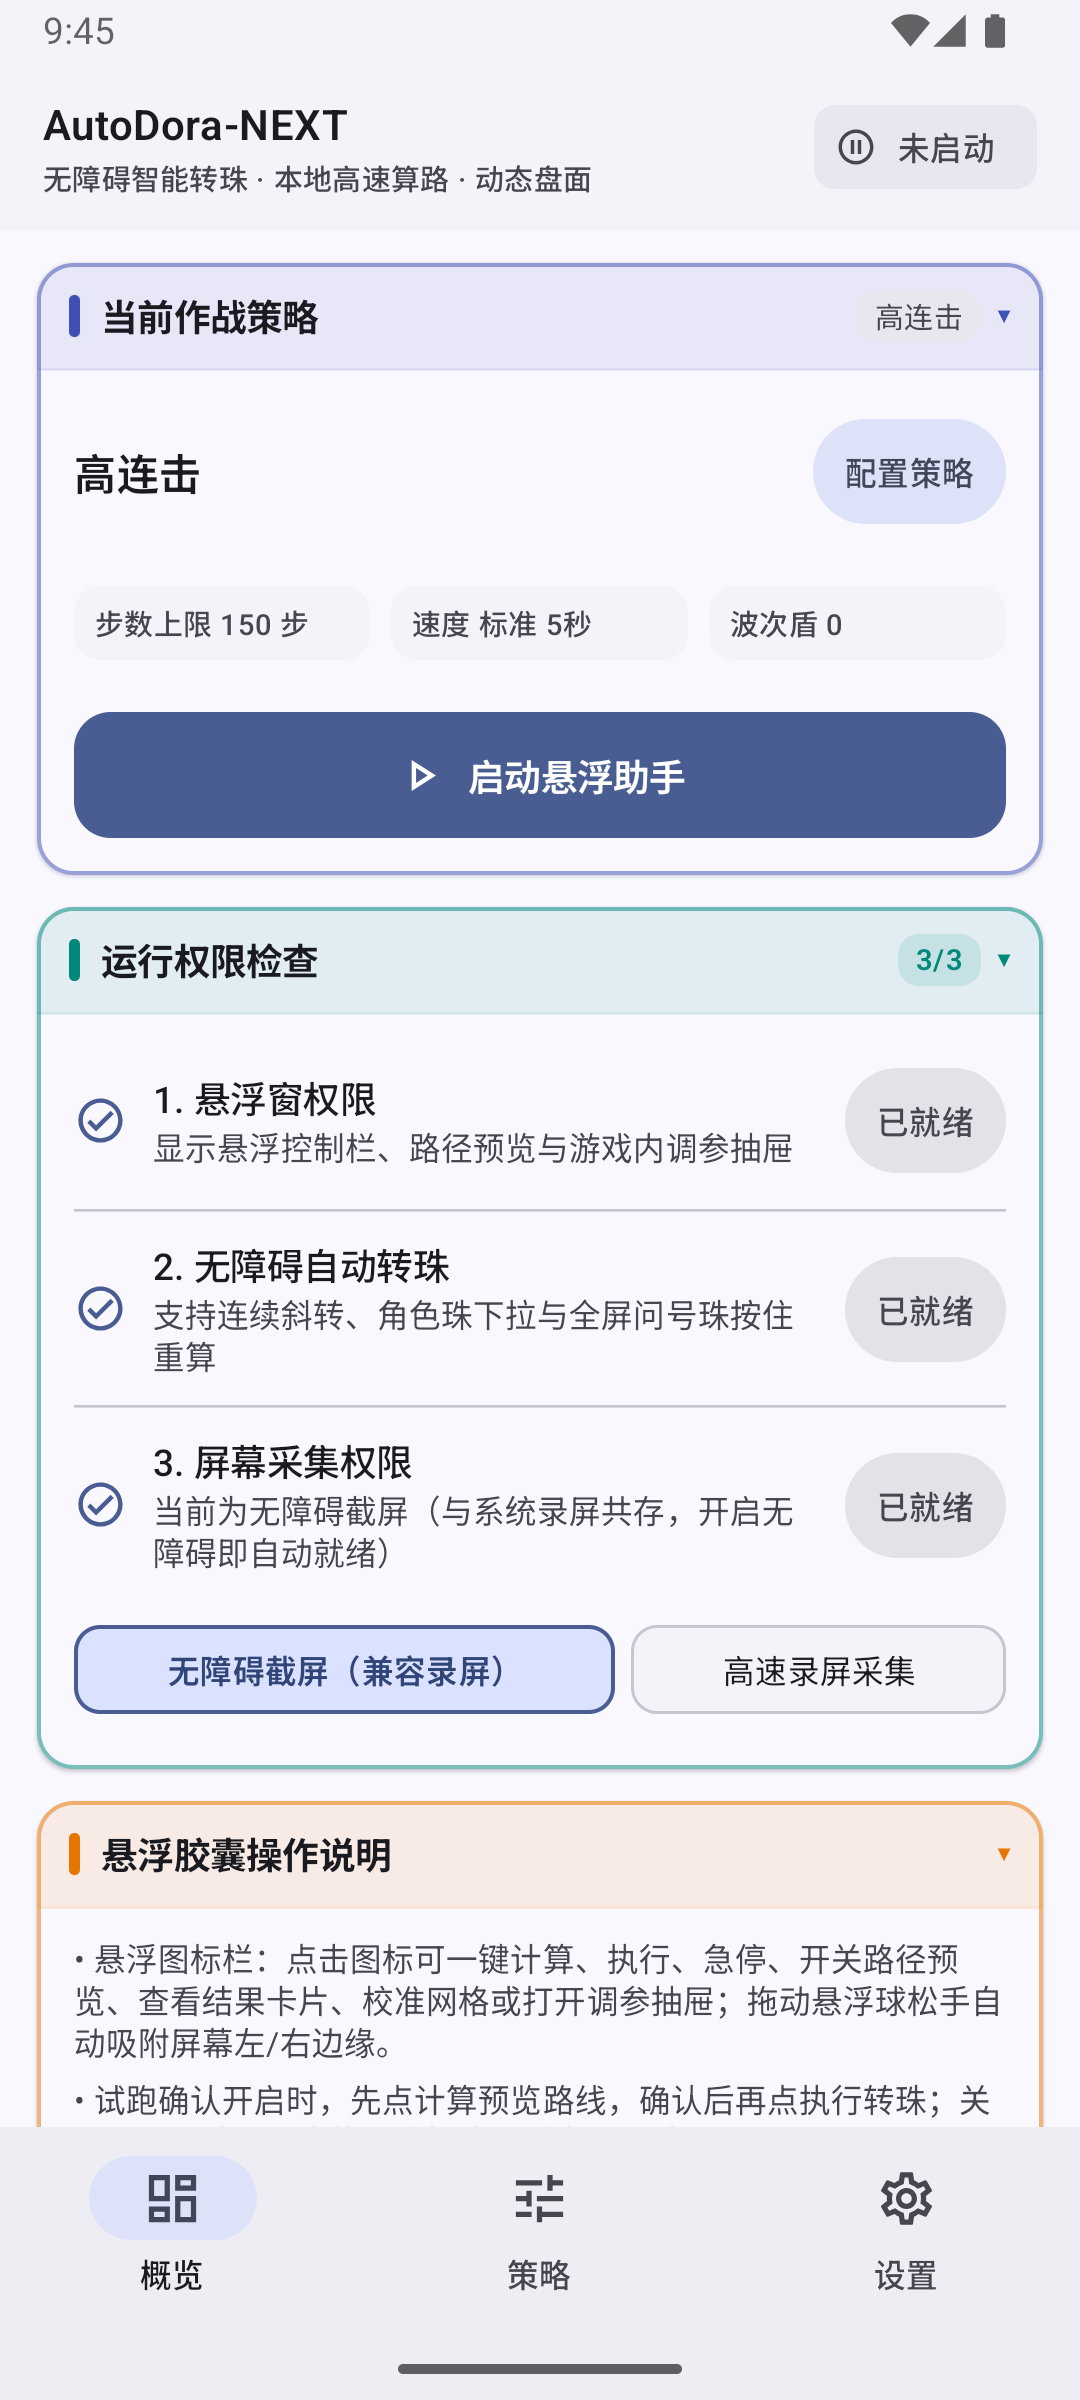 9:45
AutoDora-NEXT
无障碍智能转珠 · 本地高速算路 · 动态盘面
未启动
当前作战策略
高连击
高连击
配置策略
步数上限 150 步
速度 标准 5秒
波次盾 0
启动悬浮助手
运行权限检查
3/3
1. 悬浮窗权限
显示悬浮控制栏、路径预览与游戏内调参抽屉
已就绪
2. 无障碍自动转珠
支持连续斜转、角色珠下拉与全屏问号珠按住
重算
已就绪
3. 屏幕采集权限
当前为无障碍截屏（与系统录屏共存，开启无
障碍即自动就绪）
已就绪
无障碍截屏（兼容录屏）
高速录屏采集
悬浮胶囊操作说明
• 悬浮图标栏：点击图标可一键计算、执行、急停、开关路径预
览、查看结果卡片、校准网格或打开调参抽屉；拖动悬浮球松手自
动吸附屏幕左/右边缘。
• 试跑确认开启时，先点计算预览路线，确认后再点执行转珠；关
概览
策略
设置